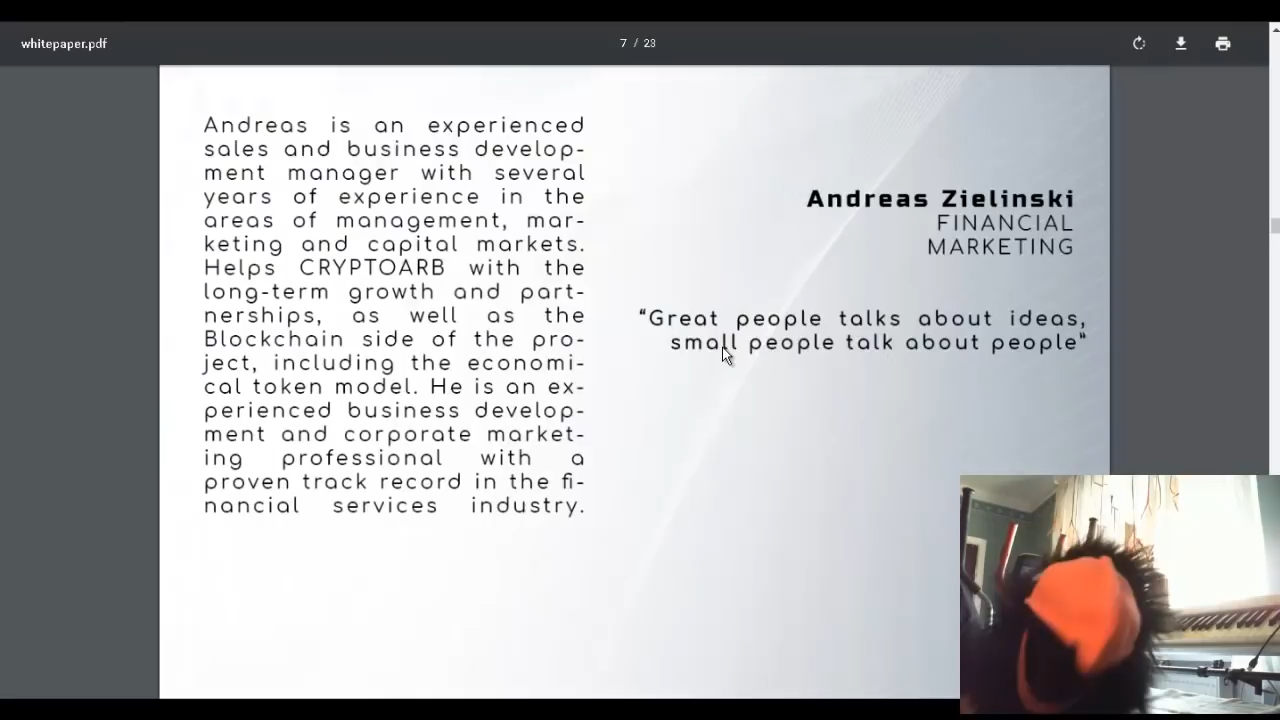 whitepaper.pdf
7 / 23
Andreas is an experienced
sales and business develop-
ment manager with several
years of experience in the
areas of management, mar-
keting and capital markets.
Helps CRYPTOARB with the
long-term growth and part-
nerships, as well as the
Blockchain side of the pro-
ject, including the economi-
cal token model. He is an ex-
perienced business develop-
ment and corporate market-
ing professional with a
proven track record in the fi-
nancial services industry.
Andreas Zielinski
FINANCIAL
MARKETING
“Great people talks about ideas,
small people talk about people”